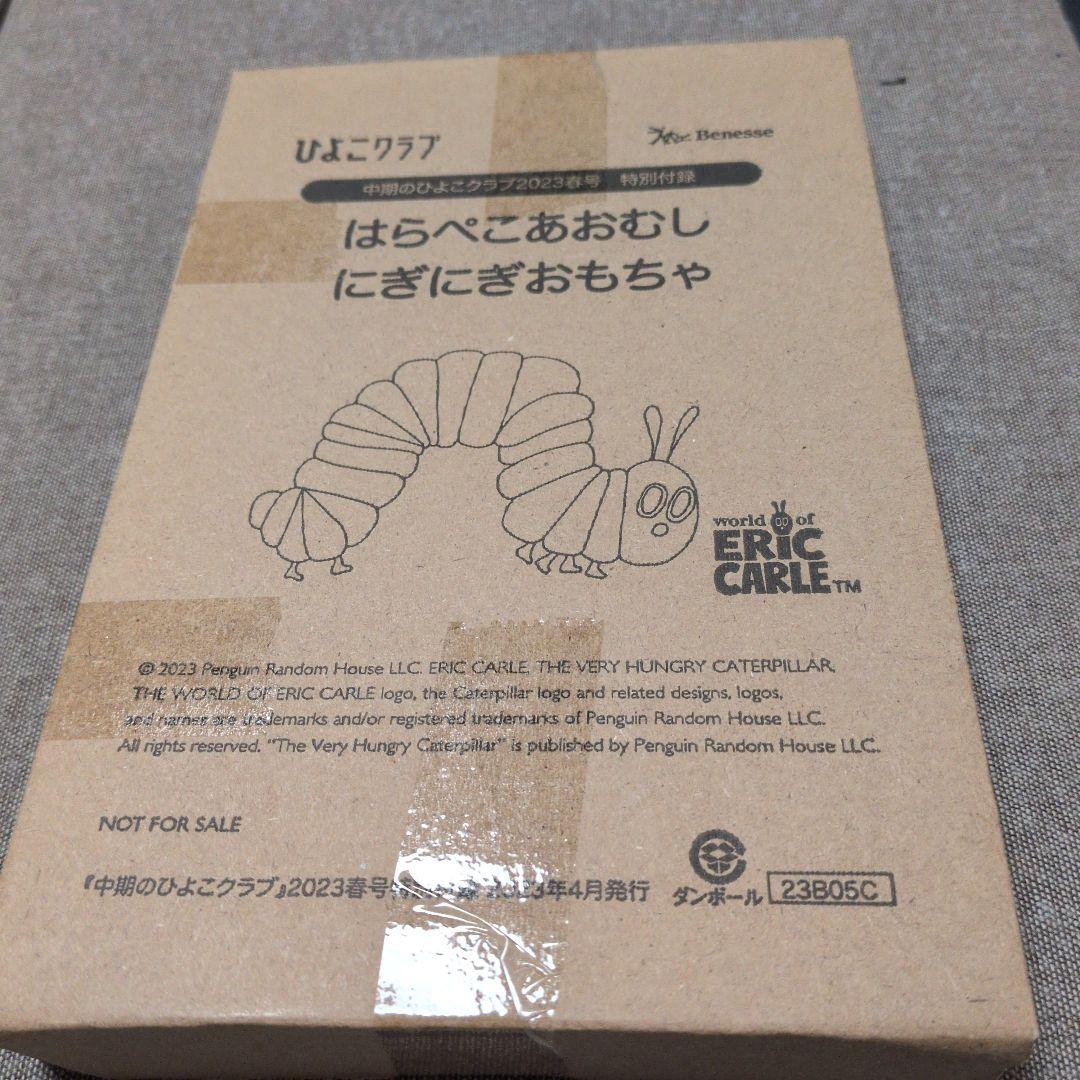 ひよこクラブ
Benesse
中期のひよこクラブ2023春号 特別付録
はらぺこあおむし
にぎにぎおもちゃ
world of
ERiC
CARLE™
© 2023 Penguin Random House LLC. ERIC CARLE, THE VERY HUNGRY CATERPILLAR,
THE WORLD OF ERIC CARLE logo, the Caterpillar logo and related designs, logos,
and names are trademarks and/or registered trademarks of Penguin Random House LLC.
All rights reserved. "The Very Hungry Caterpillar" is published by Penguin Random House LLC.
NOT FOR SALE
『中期のひよこクラブ』2023春号 2023年4月発行
ダンボール 23B05C